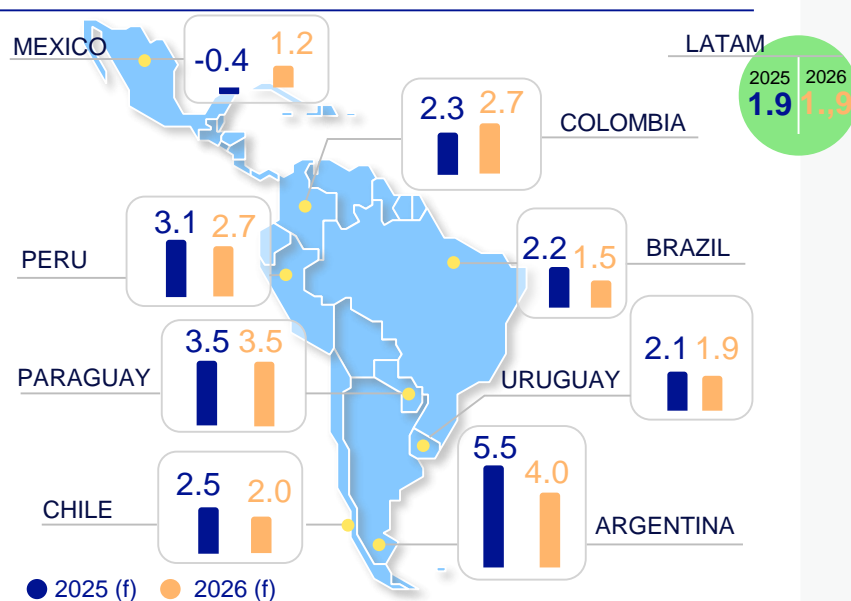 MEXICO
-0.4 1.2
LATAM
2025 2026
1.9 1.,9
2.3 2.7
COLOMBIA
3.1 2.7
PERU
2.2 1.5
BRAZIL
3.5 3.5
PARAGUAY
2.1 1.9
URUGUAY
5.5 4.0
ARGENTINA
2.5 2.0
CHILE
2025 (f) 2026 (f)